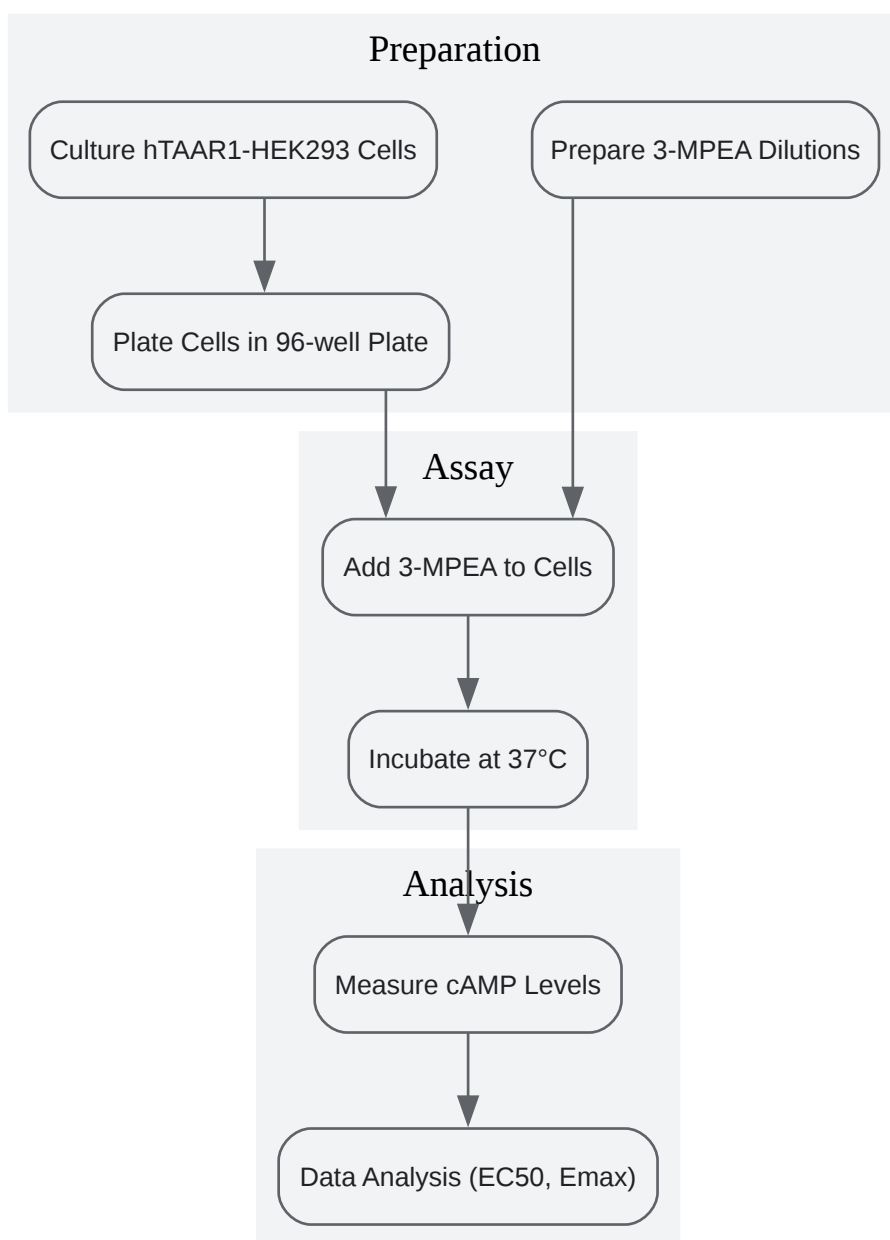 Preparation
Culture hTAAR1-HEK293 Cells
Prepare 3-MPEA Dilutions
Plate Cells in 96-well Plate
Assay
Add 3-MPEA to Cells
Incubate at 37°C
Analysis
Measure cAMP Levels
Data Analysis (EC50, Emax)